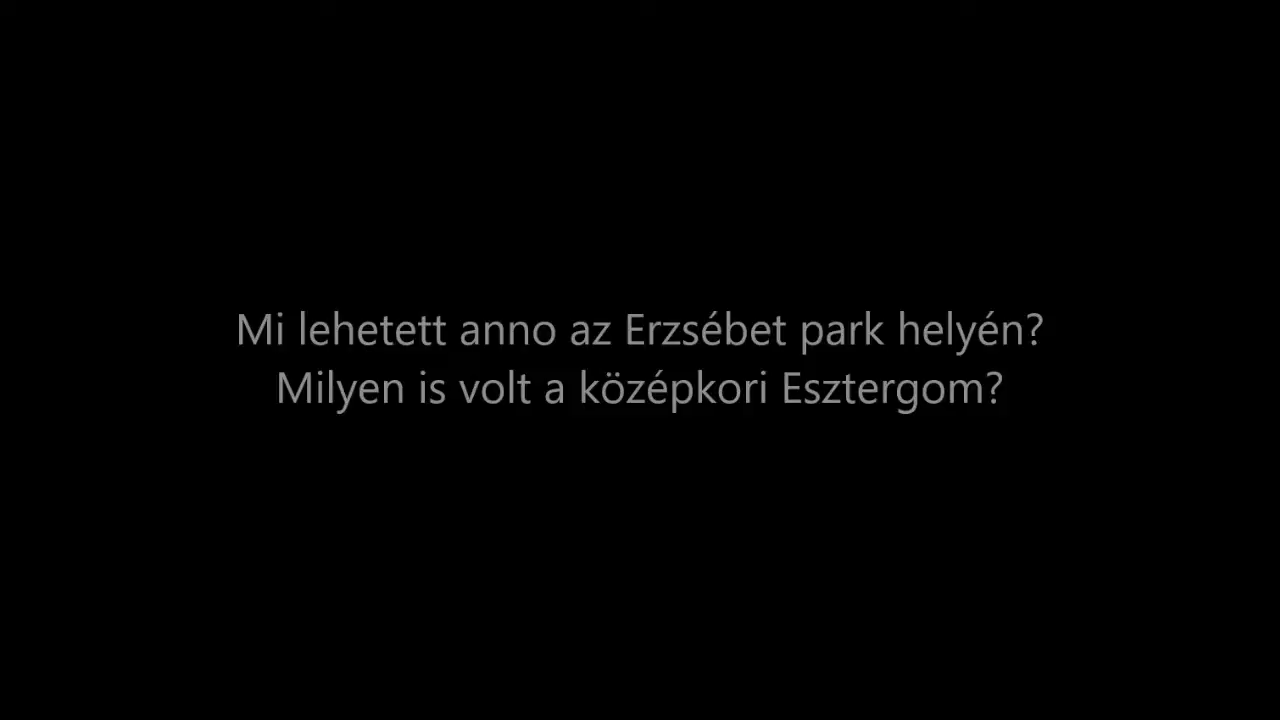 Mi lehetett anno az Erzsébet park helyén?
Milyen is volt a középkori Esztergom?